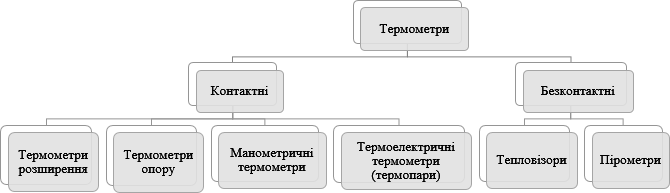 Термометри
Контактні
Безконтактні
Термометри
розширення
Термометри
опору
Манометричні
термометри
Термоелектричні
термометри
(термопари)
Тепловізори
Пірометри